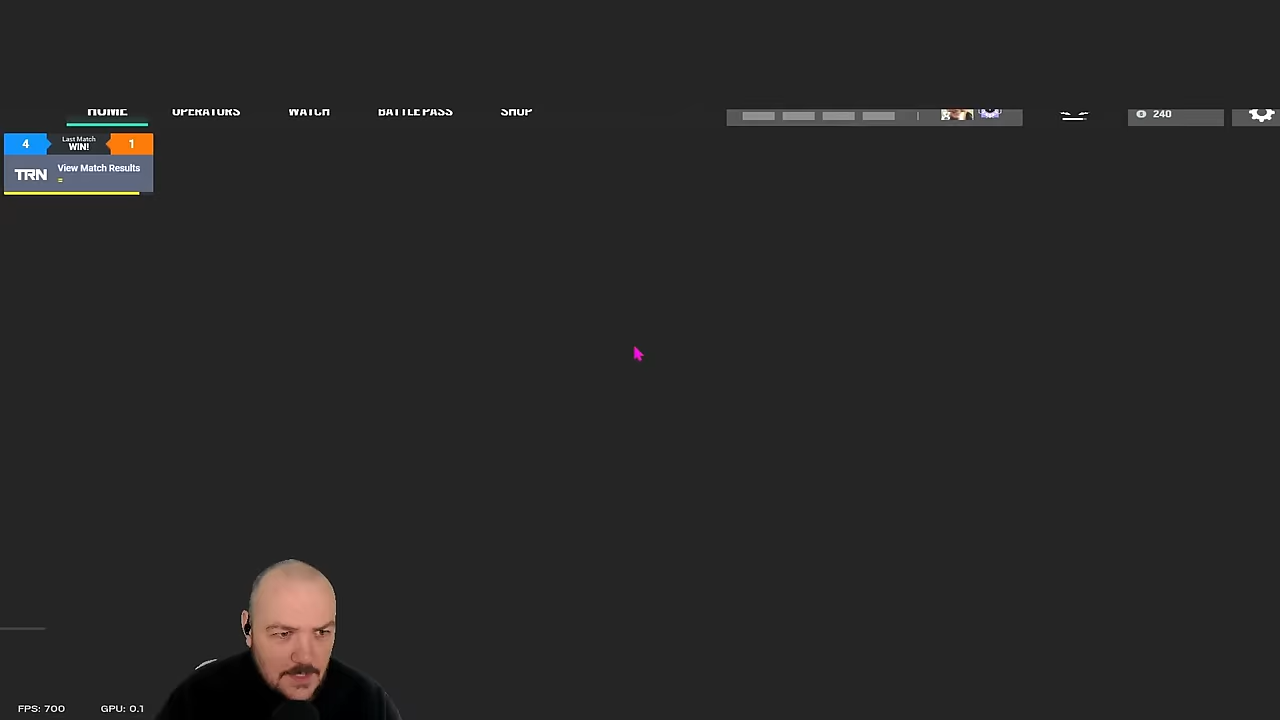 HOME OPERATORS WATCH BATTLE PASS SHOP 240
4 Last Match 1
WIN!
TRN View Match Results
=
FPS: 700 GPU: 0.1